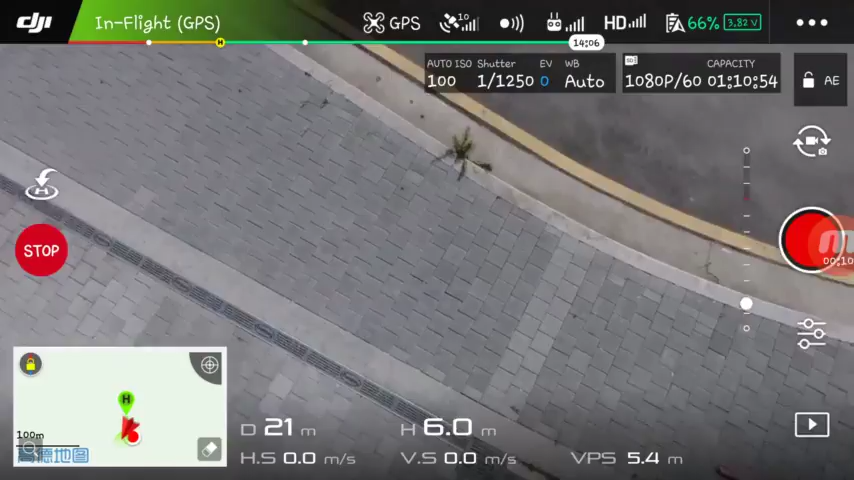 dji In-Flight (GPS) GPS 10 HD 66% 3.82V
H 14:06
AUTO ISO Shutter EV WB CAPACITY
100 1/1250 0 Auto 1080P/60 01:10:54 AE
STOP
00:10
H
100m
高德地图
D 21 m H 6.0 m
H.S 0.0 m/s V.S 0.0 m/s VPS 5.4 m